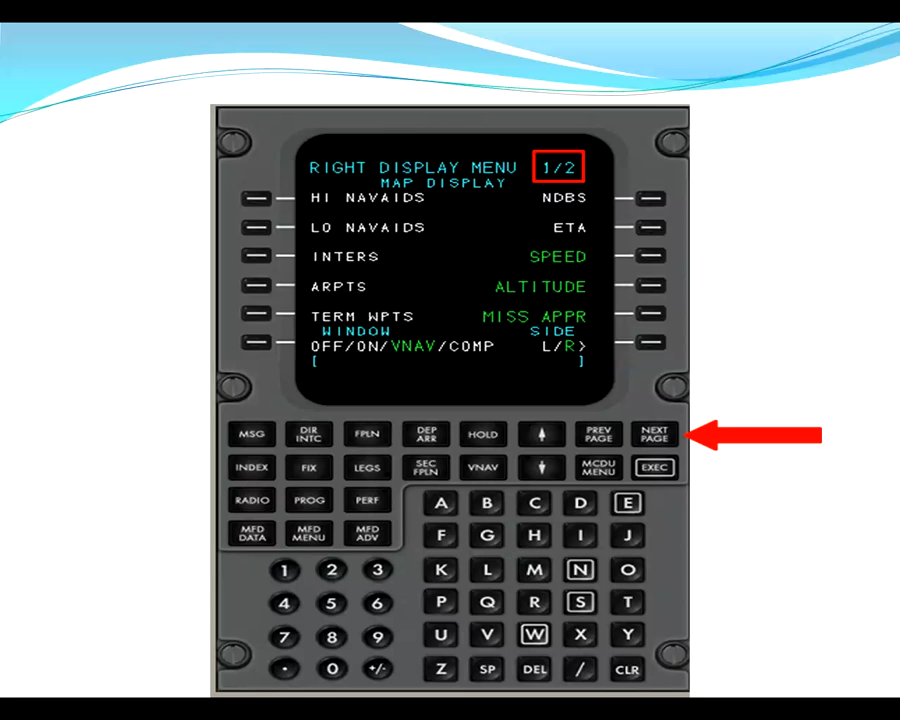 RIGHT DISPLAY MENU 1/2
MAP DISPLAY
HI NAVAIDS NDBS
LO NAVAIDS ETA
INTERS SPEED
ARPTS ALTITUDE
TERM WPTS MISS APPR
WINDOW SIDE
OFF/ON/VNAV/COMP L/R>
[ ]
MSG DIR INTC FPLN DEP ARR HOLD PREV PAGE NEXT PAGE
INDEX FIX LEGS SEC FPLN VNAV MCDU MENU EXEC
RADIO PROG PERF
MFD DATA MFD MENU MFD ADV
A B C D E
F G H I J
K L M N O
P Q R S T
U V W X Y
Z SP DEL / CLR
1 2 3
4 5 6
7 8 9
. 0 +/-